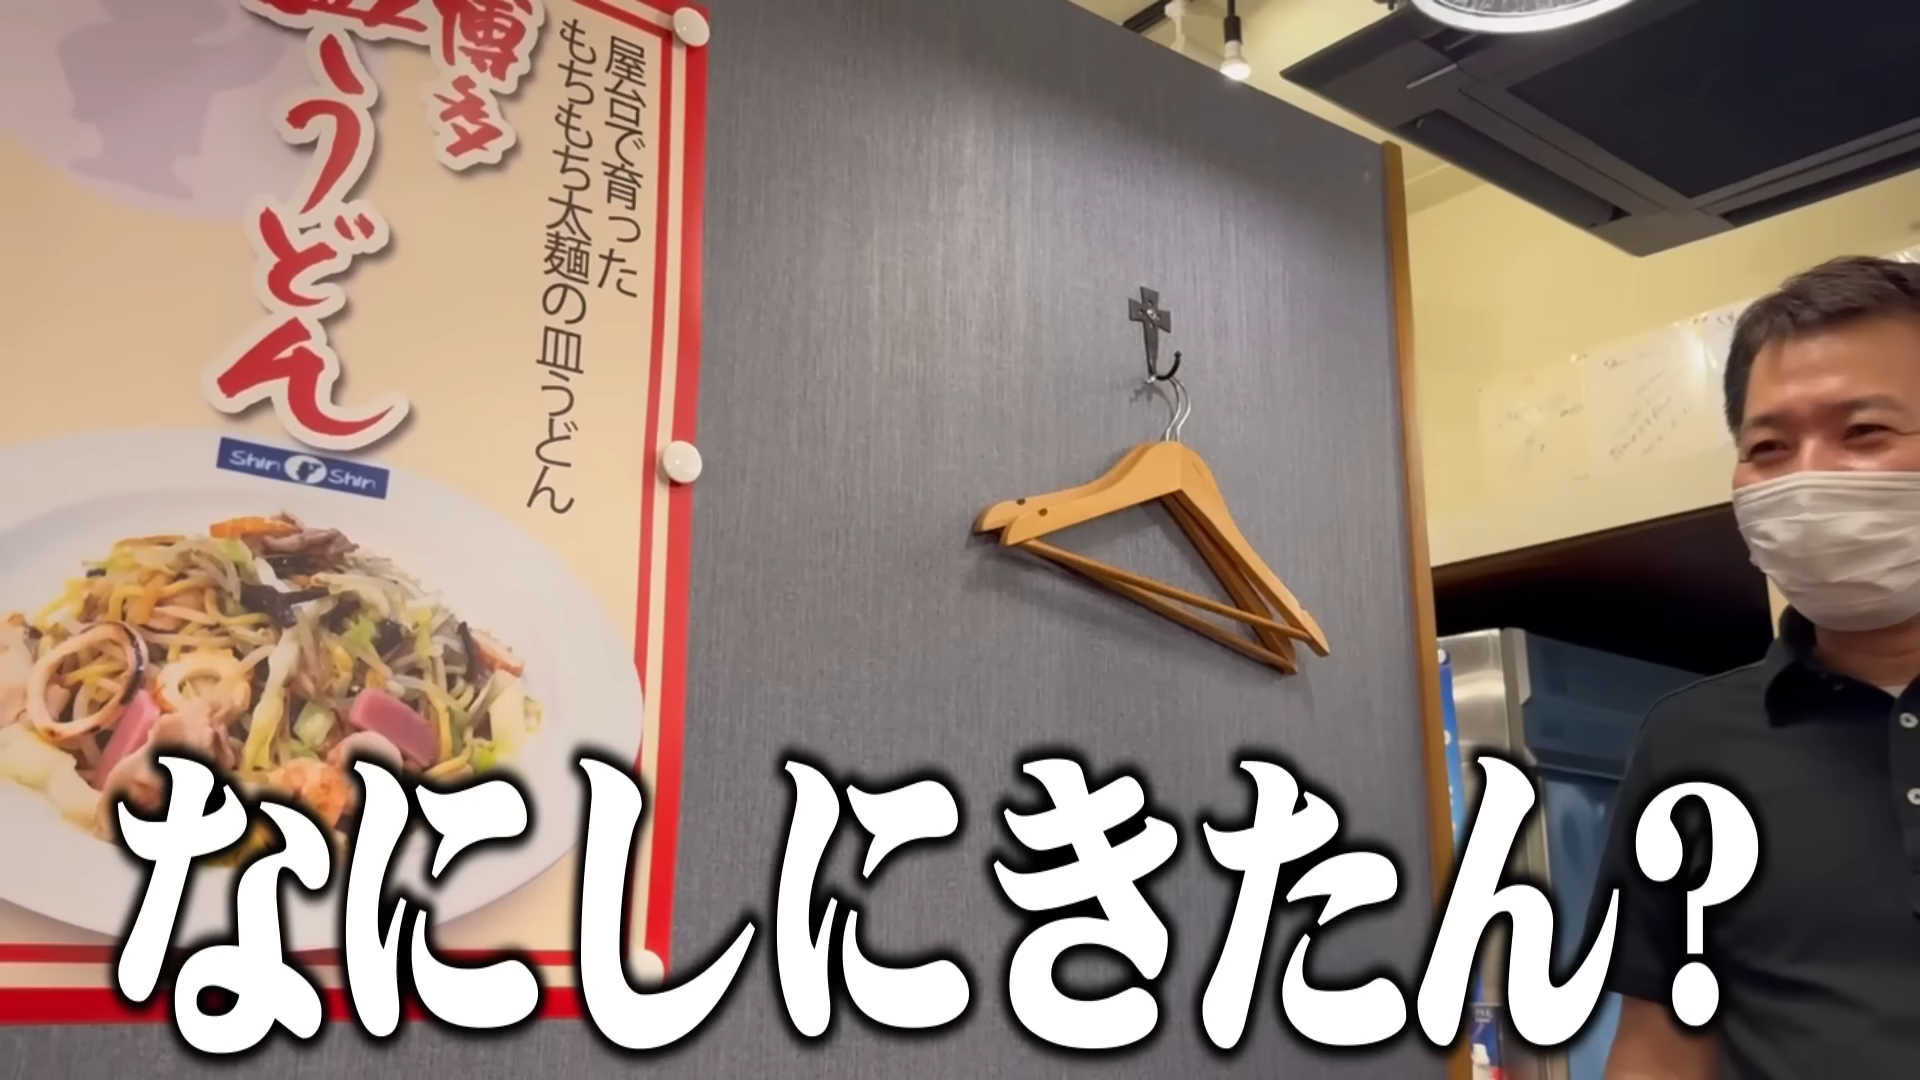 博多
皿うどん
屋台で育った
もちもち太麺の皿うどん
Shin Shin
なにしにきたん?